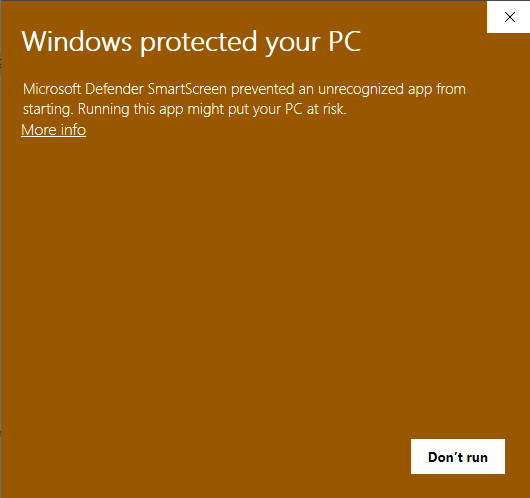 Windows protected your PC
Microsoft Defender SmartScreen prevented an unrecognized app from
starting. Running this app might put your PC at risk.
More info
Don’t run